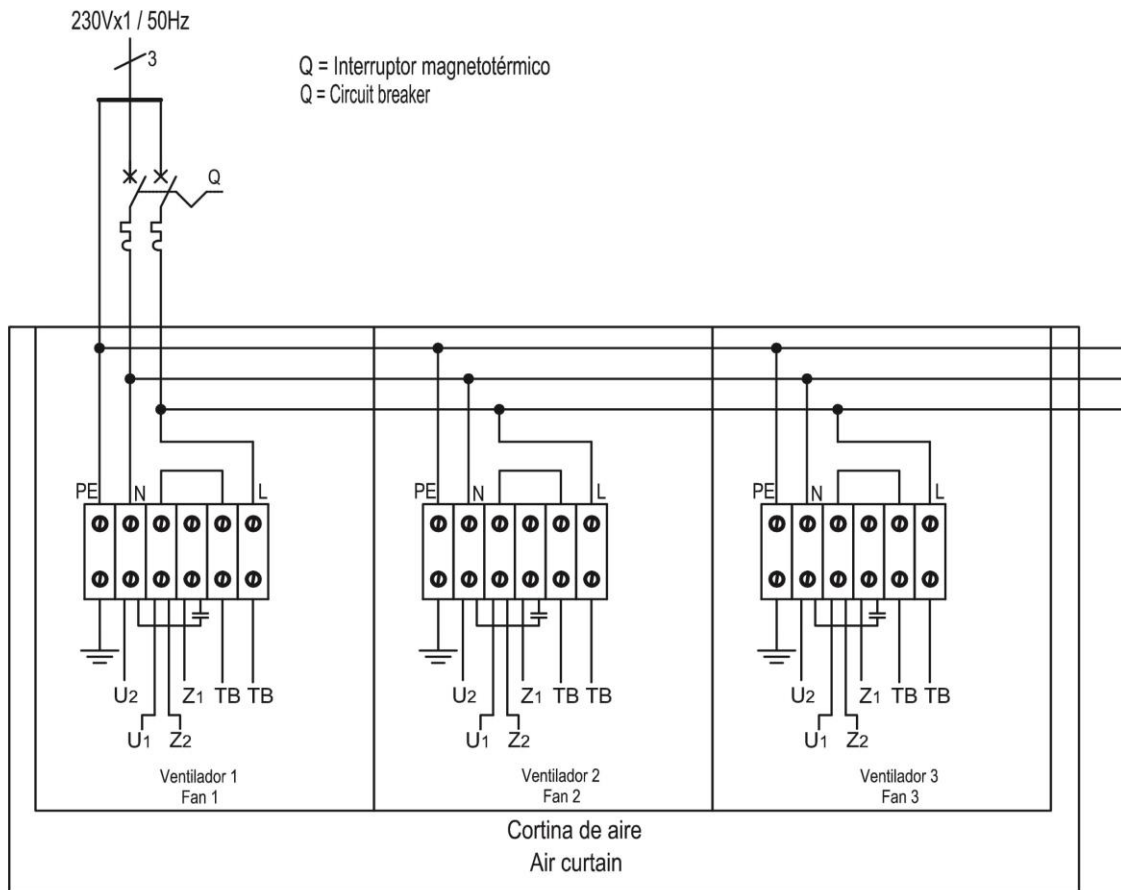 230Vx1 / 50Hz
3
Q = Interruptor magnetotérmico
Q = Circuit breaker
Q
PE N L
PE N L
PE N L
U2 Z1 TB TB
U1 Z2
U2 Z1 TB TB
U1 Z2
U2 Z1 TB TB
U1 Z2
Ventilador 1
Fan 1
Ventilador 2
Fan 2
Ventilador 3
Fan 3
Cortina de aire
Air curtain